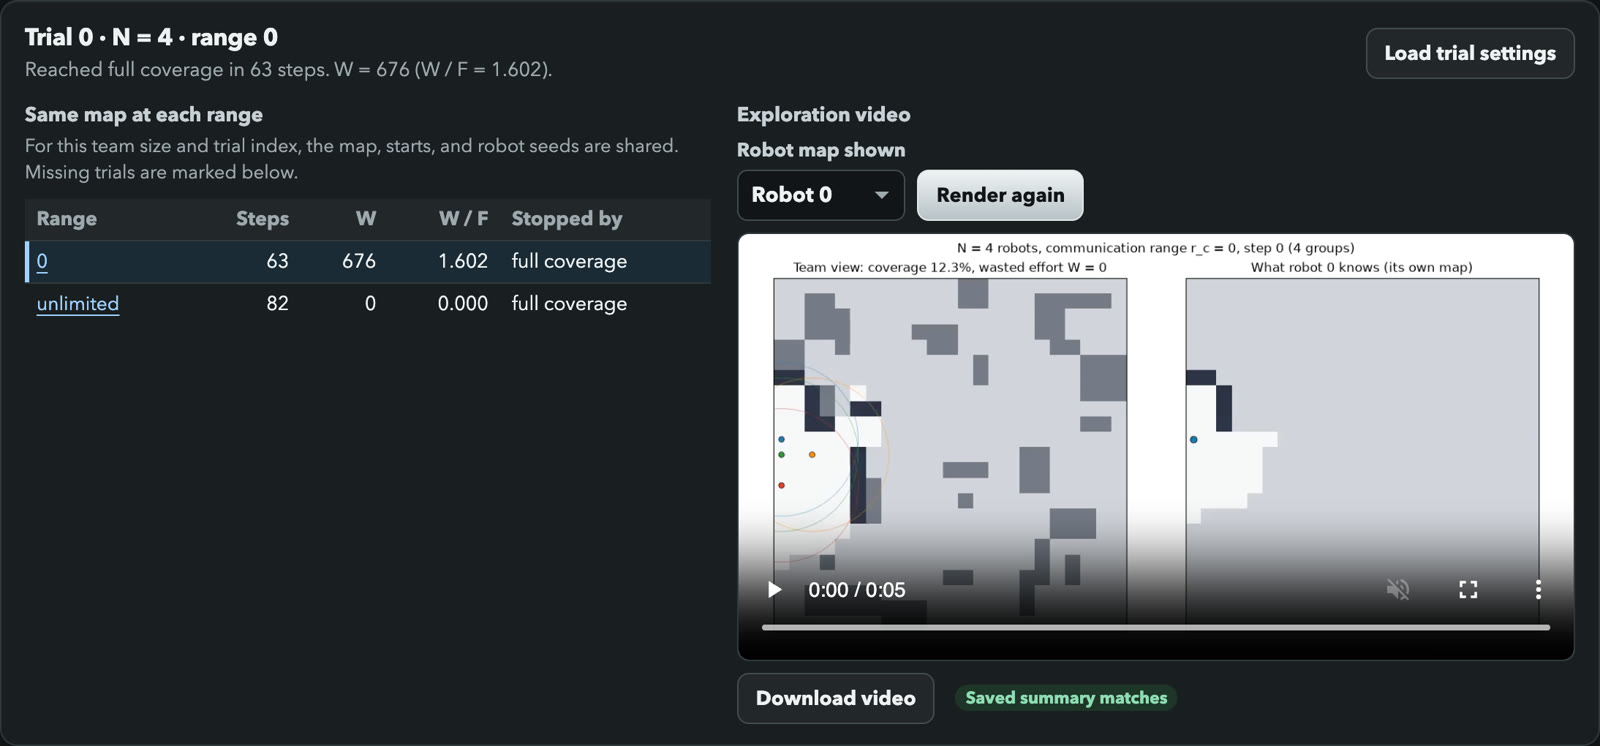 Trial 0 · N = 4 · range 0
Reached full coverage in 63 steps. W = 676 (W / F = 1.602).
Load trial settings
Same map at each range
For this team size and trial index, the map, starts, and robot seeds are shared.
Missing trials are marked below.
Range Steps W W / F Stopped by
0 63 676 1.602 full coverage
unlimited 82 0 0.000 full coverage
Exploration video
Robot map shown
Robot 0
Render again
N = 4 robots, communication range r_c = 0, step 0 (4 groups)
Team view: coverage 12.3%, wasted effort W = 0
What robot 0 knows (its own map)
0:00 / 0:05
Download video
Saved summary matches